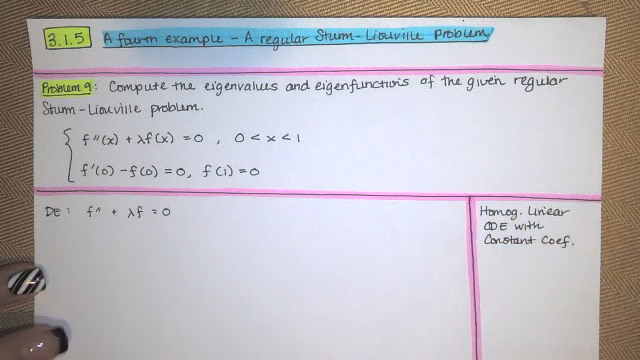 3.1.5 A fourth example - A regular Sturm-Liouville Problem
Problem 9: Compute the eigenvalues and eigenfunctions of the given regular
Sturm-Liouville problem.
f''(x) + λf(x) = 0 , 0 < x < 1
f'(0) - f(0) = 0, f(1) = 0
DE: f'' + λf = 0
Homog. Linear
ODE with
Constant Coef.